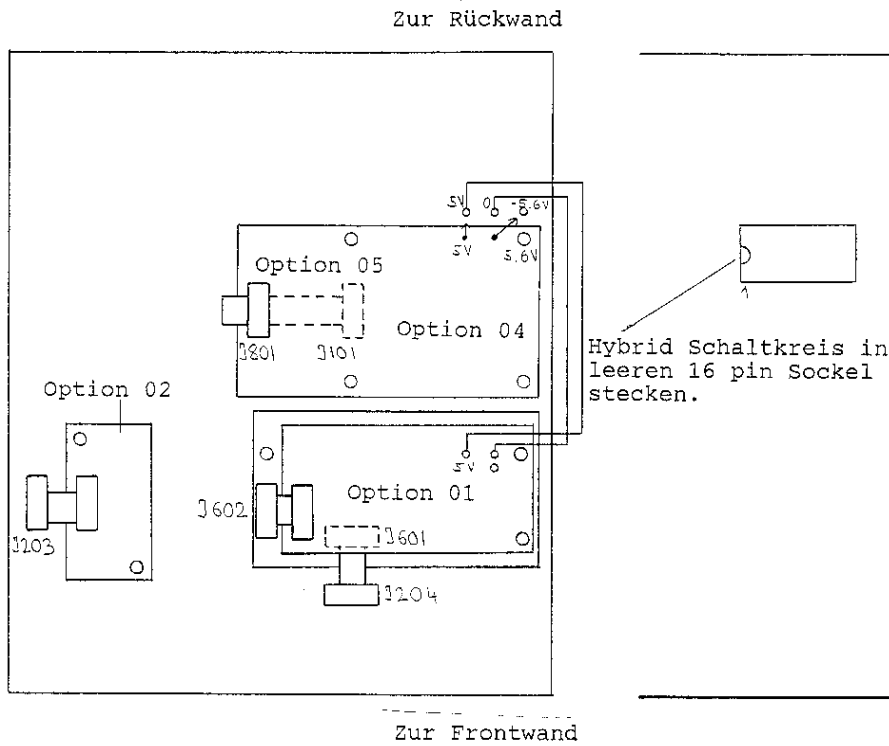 Zur Rückwand
5V 0 -5.6V
5V 5.6V
Option 05
Option 04
J801 J101
1
Hybrid Schaltkreis in
leeren 16 pin Sockel
stecken.
Option 02
5V 0
Option 01
J602
J601
J203
J204
Zur Frontwand